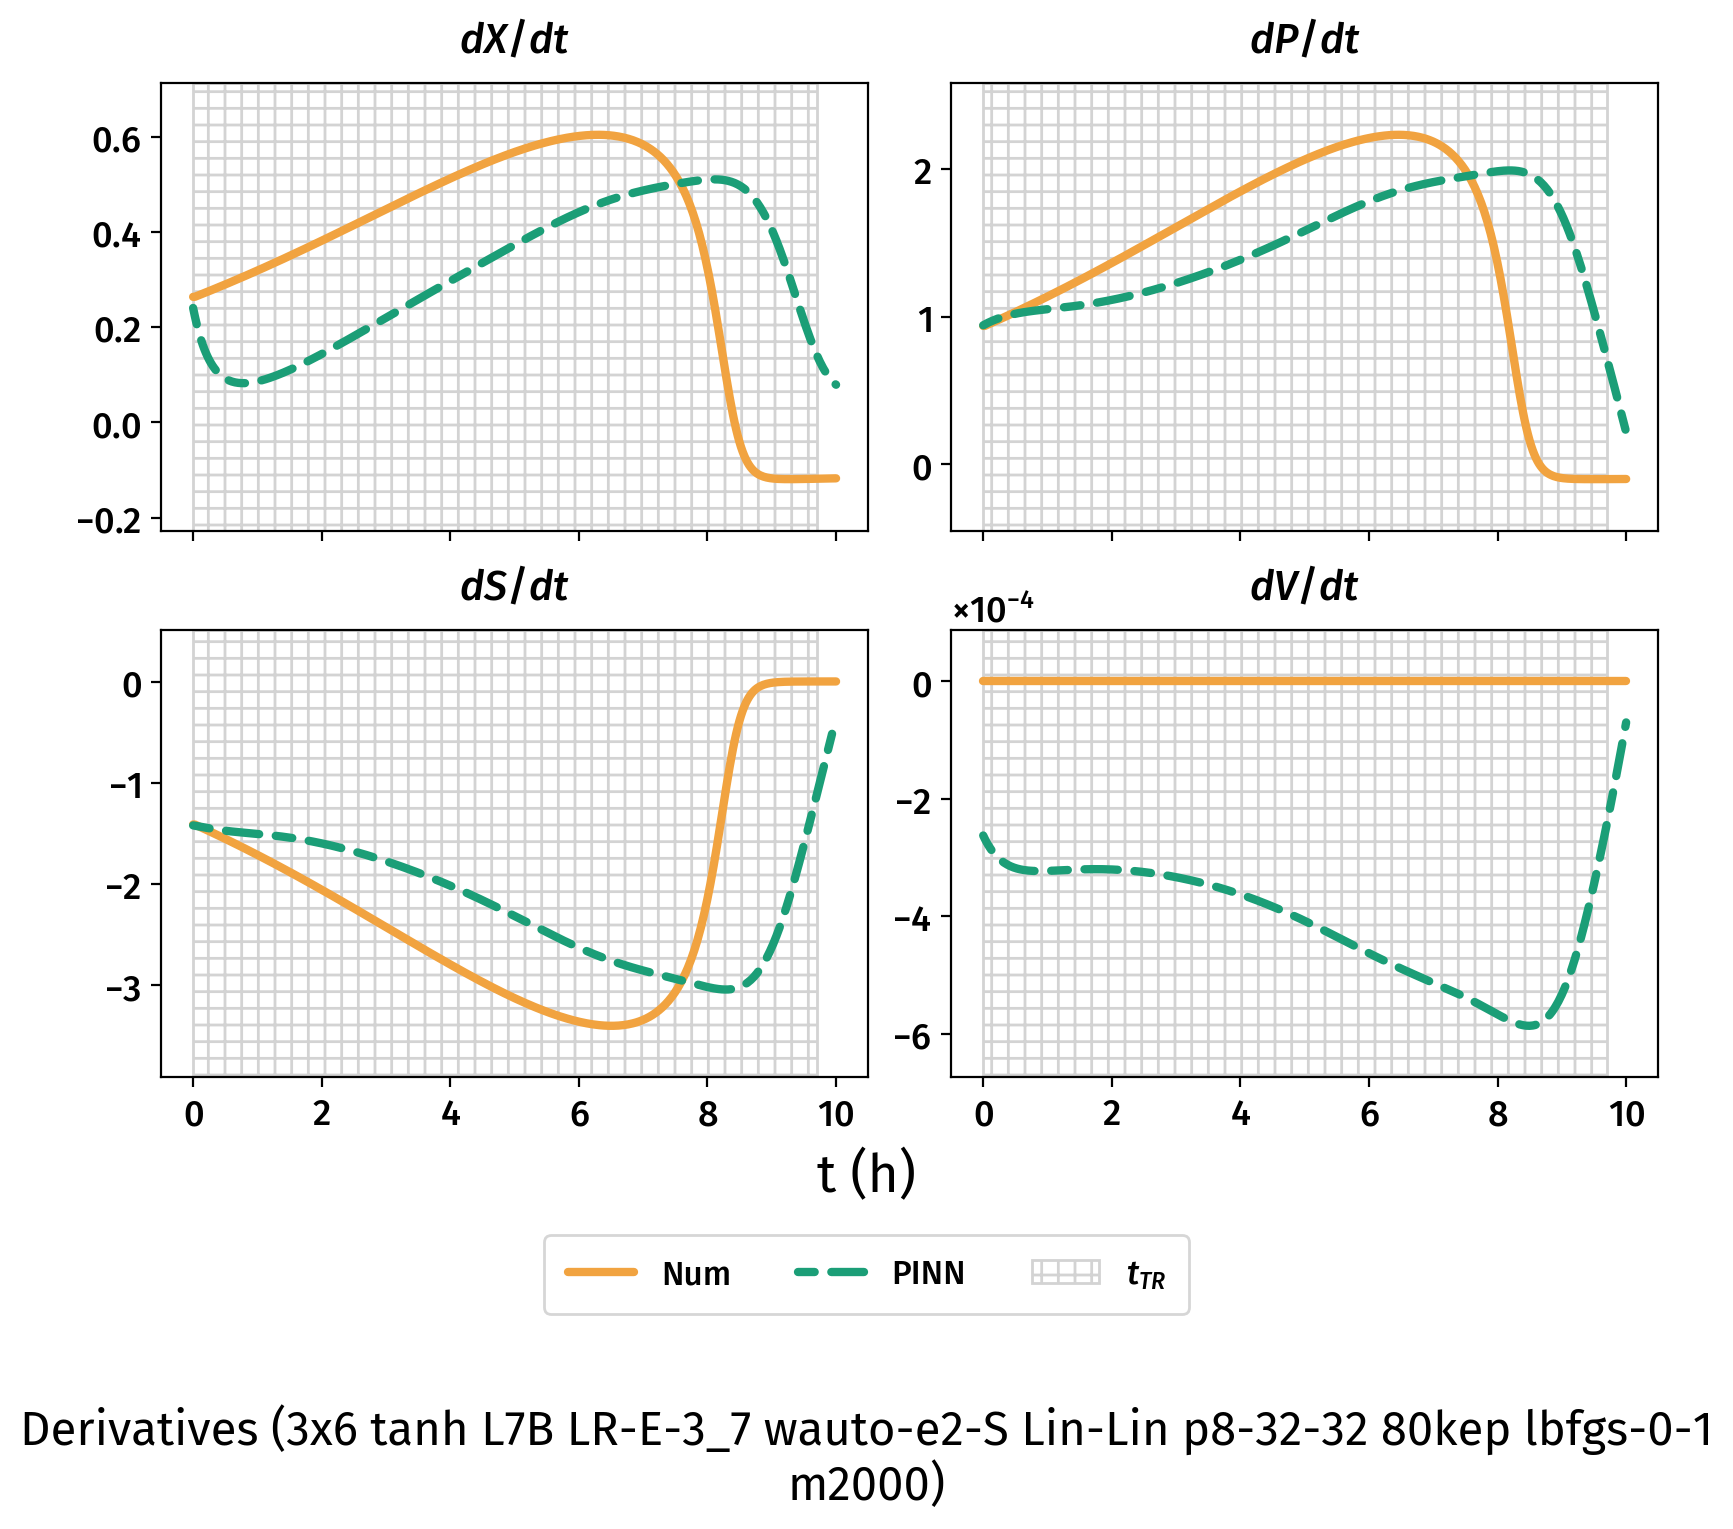 dX/dt
dP/dt
0.6
0.4
0.2
0.0
−0.2
2
1
0
dS/dt
dV/dt
×10⁻⁴
0
−1
−2
−3
0
−2
−4
−6
0 2 4 6 8 10
0 2 4 6 8 10
t (h)
Num PINN t_TR
Derivatives (3x6 tanh L7B LR-E-3_7 wauto-e2-S Lin-Lin p8-32-32 80kep lbfgs-0-1
m2000)